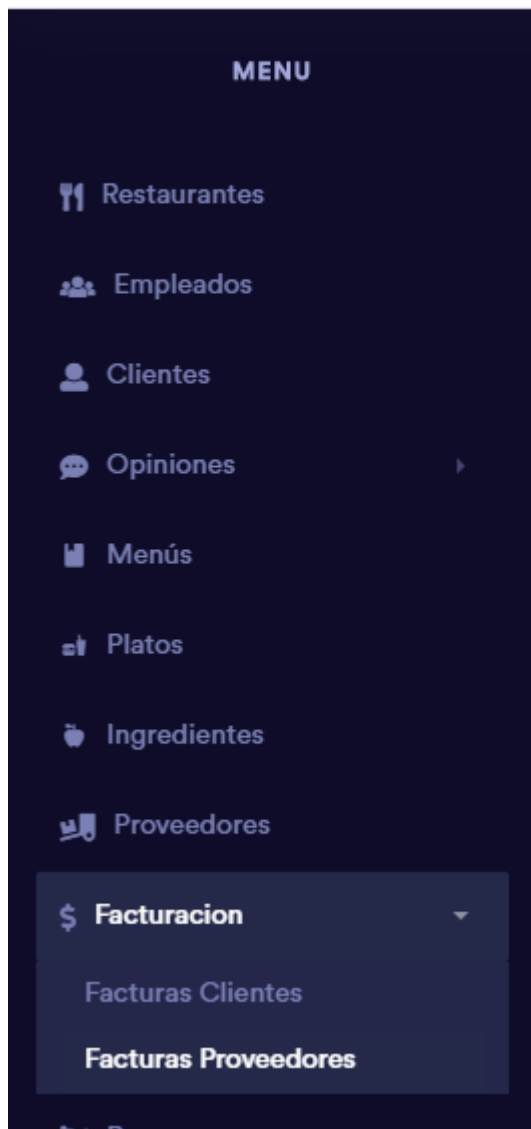 MENU
Restaurantes
Empleados
Clientes
Opiniones
Menús
Platos
Ingredientes
Proveedores
Facturacion
Facturas Clientes
Facturas Proveedores